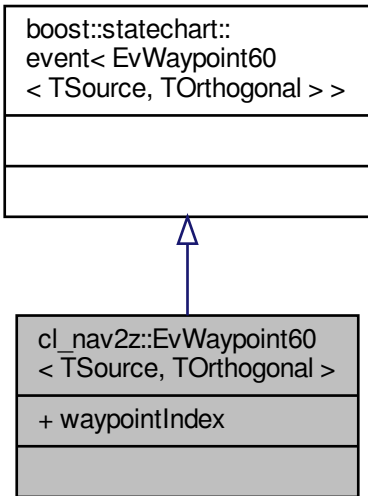 boost::statechart::
event< EvWaypoint60
< TSource, TOrthogonal > >
cl_nav2z::EvWaypoint60
< TSource, TOrthogonal >
+ waypointIndex